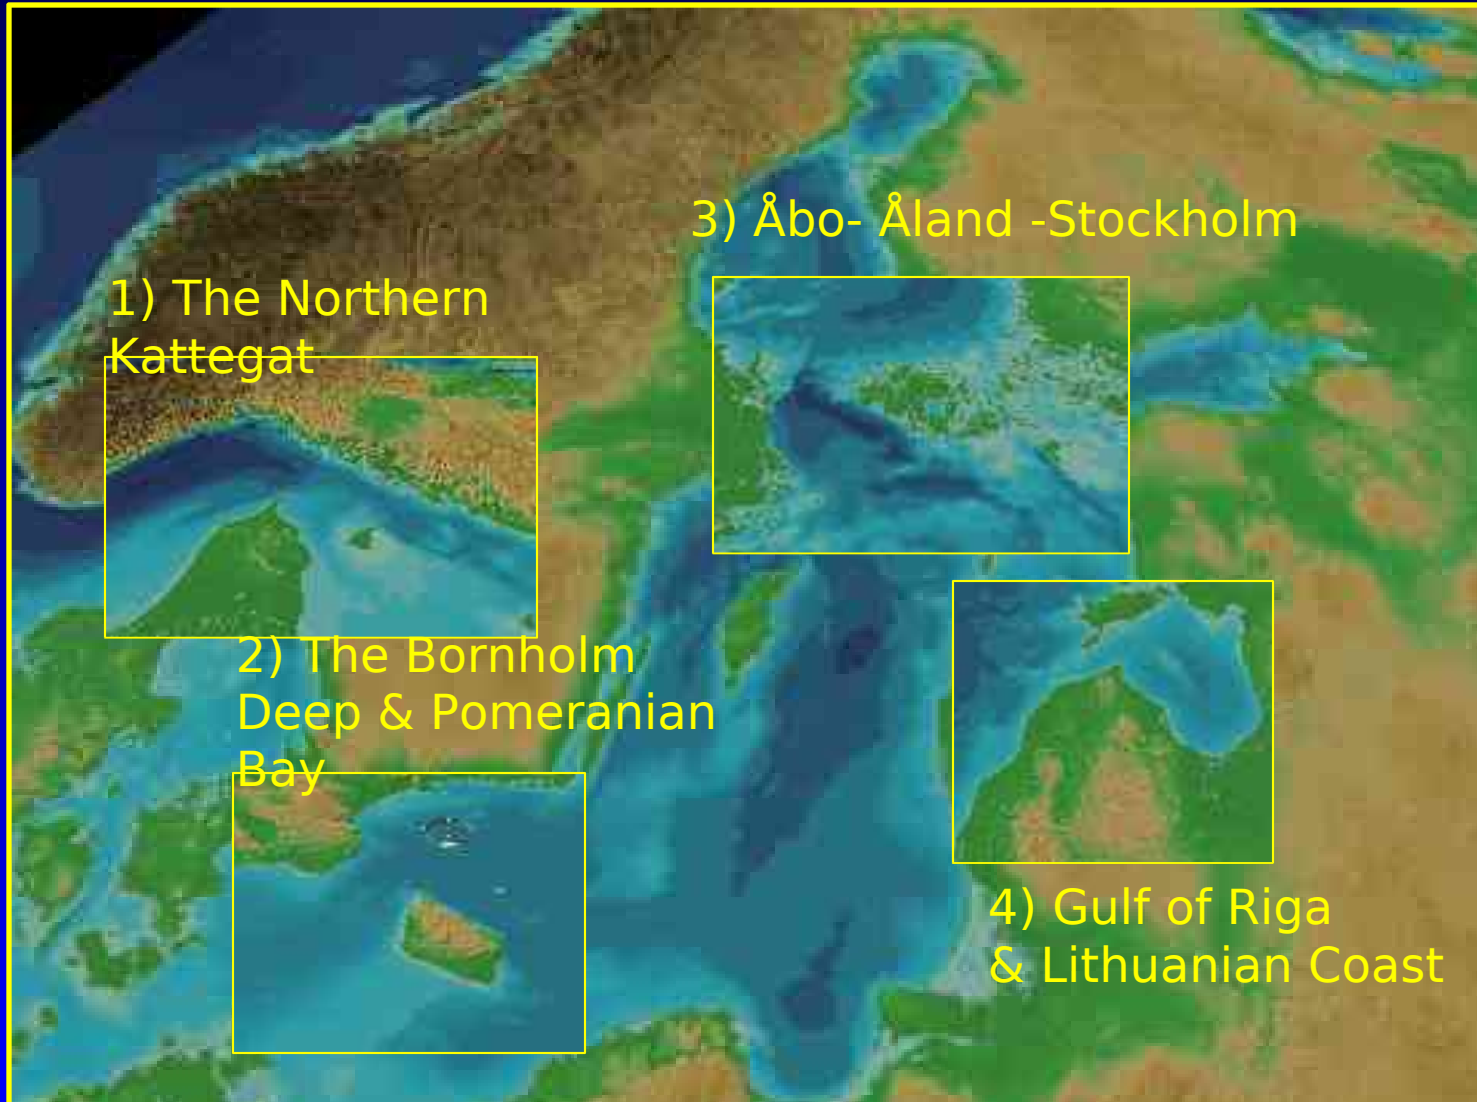 3) Åbo- Åland -Stockholm
1) The Northern
Kattegat
2) The Bornholm
Deep & Pomeranian
Bay
4) Gulf of Riga
& Lithuanian Coast